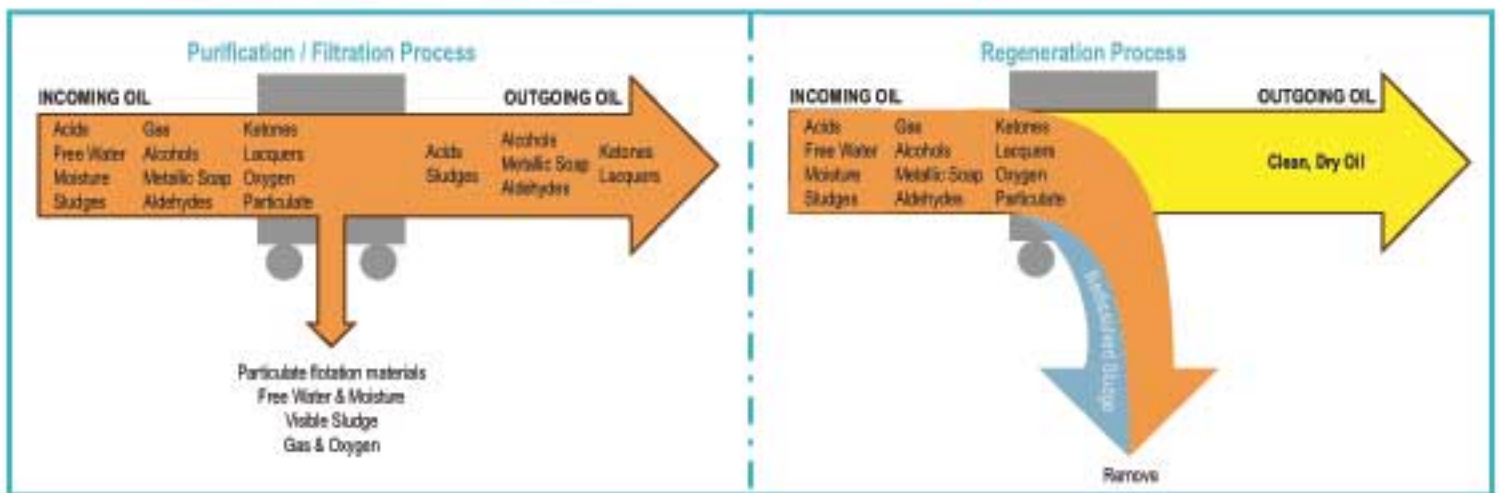 Purification / Filtration Process
INCOMING OIL
OUTGOING OIL
Acids Gas Ketones
Free Water Alcohols Lacquers
Moisture Metallic Soap Oxygen
Sludges Aldehydes Particulate
Acids
Sludges
Alcohols
Metallic Soap
Aldehydes
Ketones
Lacquers
Particulate flotation materials
Free Water & Moisture
Visible Sludge
Gas & Oxygen
Regeneration Process
INCOMING OIL
OUTGOING OIL
Acids Gas Ketones
Free Water Alcohols Lacquers
Moisture Metallic Soap Oxygen
Sludges Aldehydes Particulate
Clean, Dry Oil
Sludge
Remove